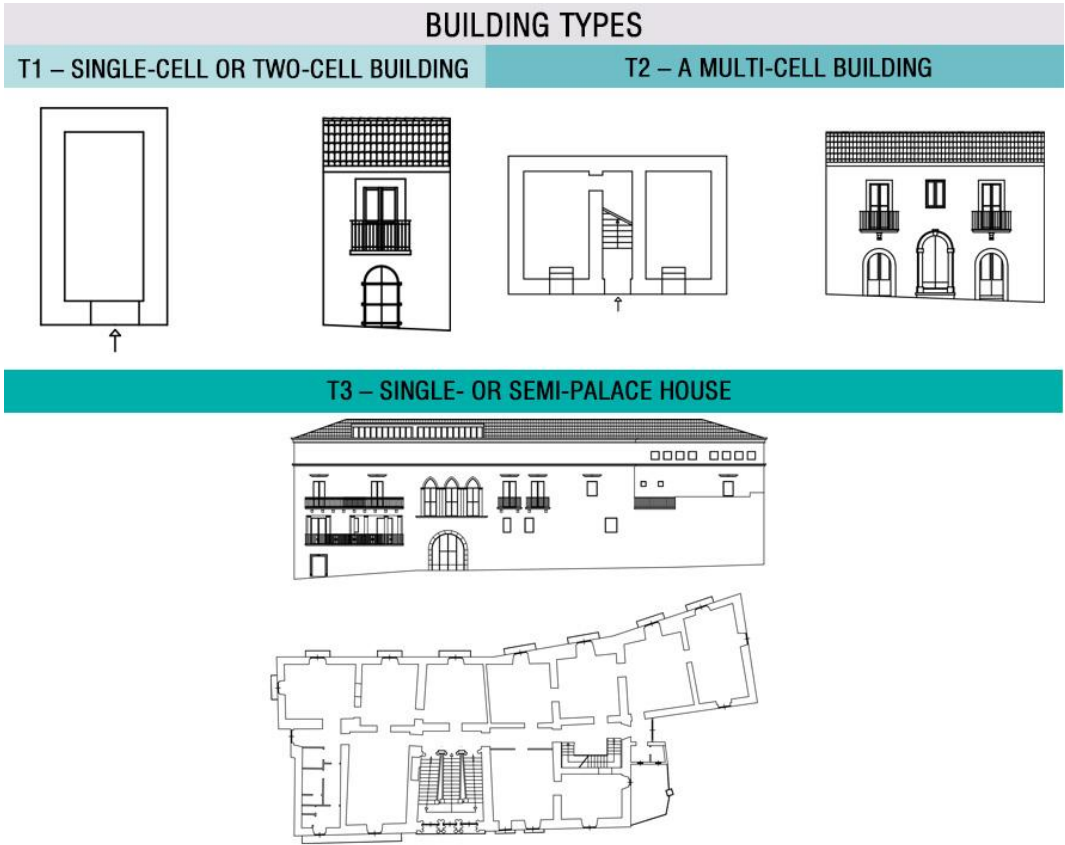 BUILDING TYPES
T1 – SINGLE-CELL OR TWO-CELL BUILDING
T2 – A MULTI-CELL BUILDING
T3 – SINGLE- OR SEMI-PALACE HOUSE